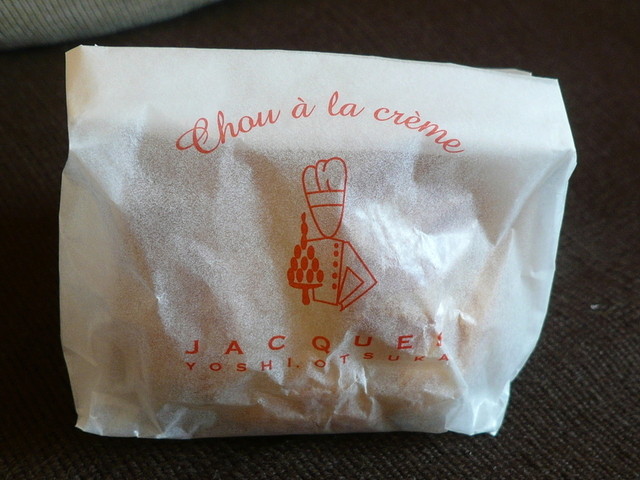 Chou à la crème
JACQUES
YOSHI.OTSUKA